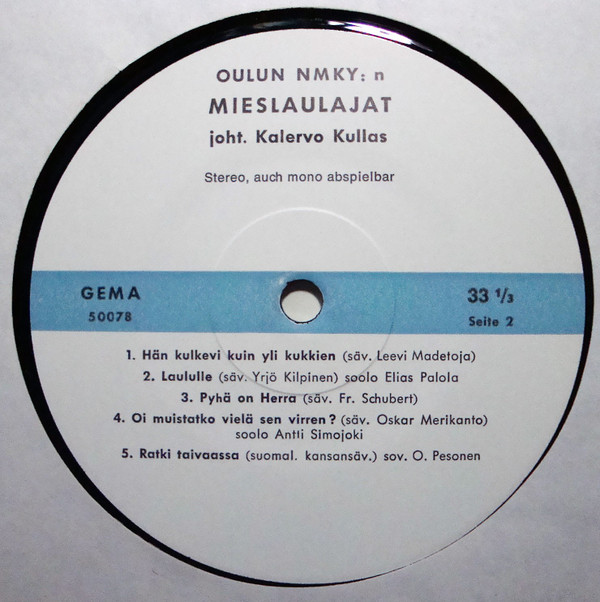 OULUN NMKY: n
MIESLAULAJAT
joht. Kalervo Kullas
Stereo, auch mono abspielbar
GEMA
50078
33 1/3
Seite 2
1. Hän kulkevi kuin yli kukkien (säv. Leevi Madetoja)
2. Laululle (säv. Yrjö Kilpinen) soolo Elias Palola
3. Pyhä on Herra (säv. Fr. Schubert)
4. Oi muistatko vielä sen virren? (säv. Oskar Merikanto)
soolo Antti Simojoki
5. Ratki taivaassa (suomal. kansansäv.) sov. O. Pesonen